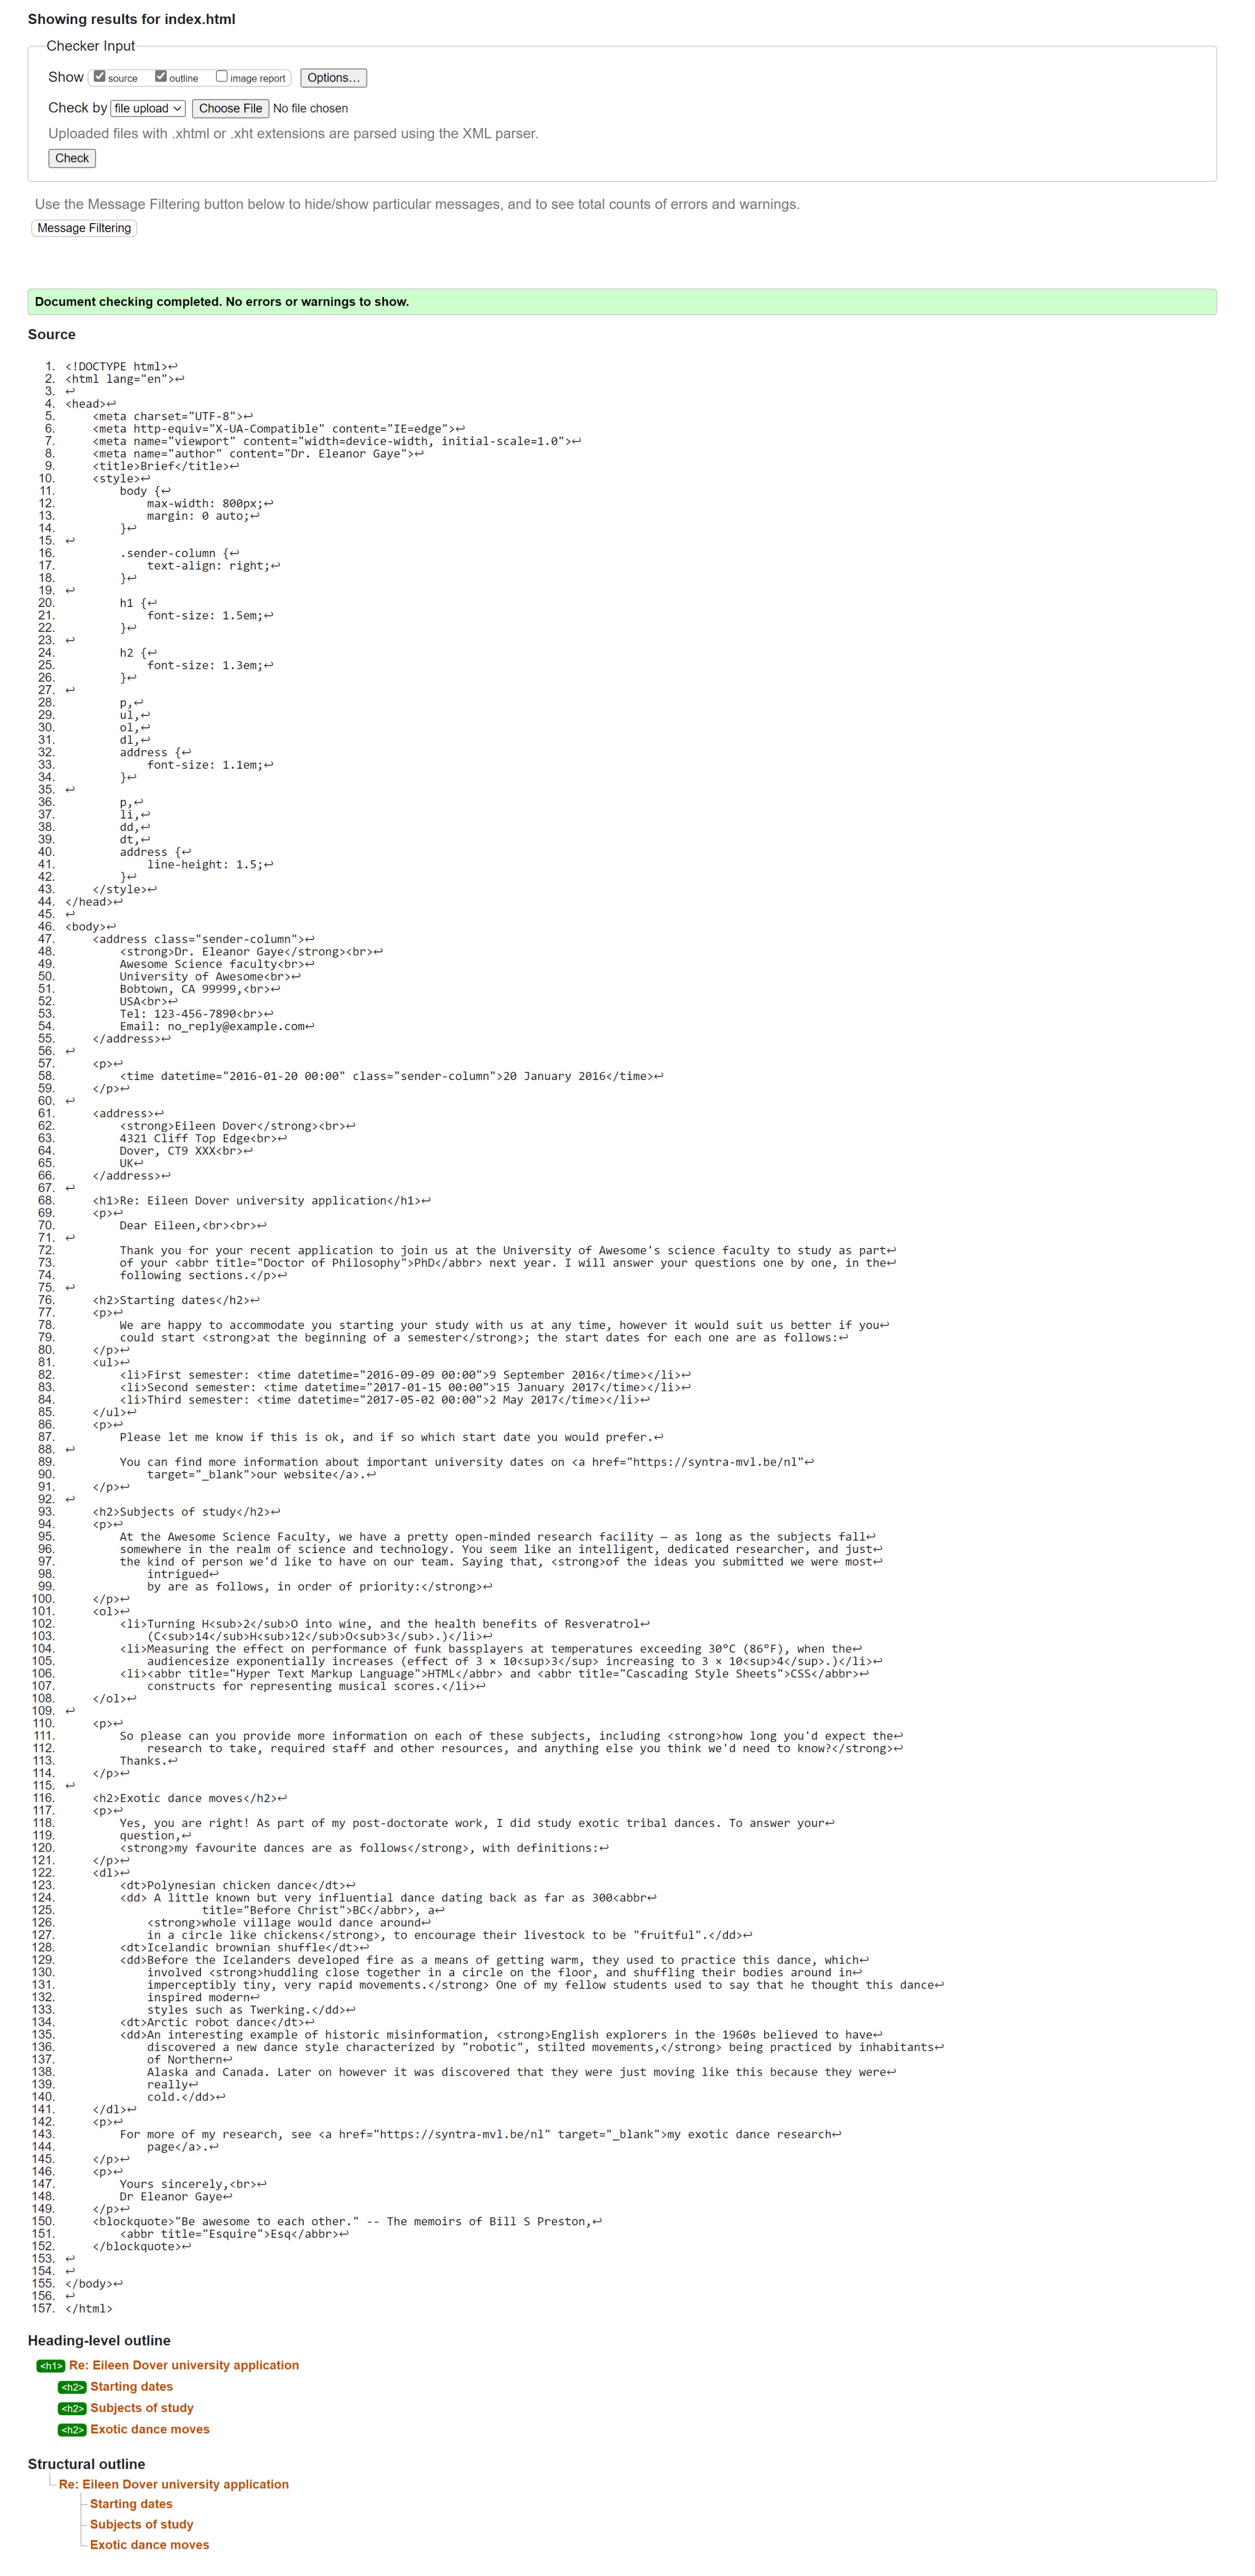 Showing results for index.html
Checker Input
Show source outline image report Options...
Check by file upload Choose File No file chosen
Uploaded files with .xhtml or .xht extensions are parsed using the XML parser.
Check
Use the Message Filtering button below to hide/show particular messages, and to see total counts of errors and warnings.
Message Filtering
Document checking completed. No errors or warnings to show.
Source
1. <!DOCTYPE html>↩
2. <html lang="en">↩
3. ↩
4. <head>↩
5.     <meta charset="UTF-8">↩
6.     <meta http-equiv="X-UA-Compatible" content="IE=edge">↩
7.     <meta name="viewport" content="width=device-width, initial-scale=1.0">↩
8.     <meta name="author" content="Dr. Eleanor Gaye">↩
9.     <title>Brief</title>↩
10.     <style>↩
11.         body {↩
12.             max-width: 800px;↩
13.             margin: 0 auto;↩
14.         }↩
15. ↩
16.         .sender-column {↩
17.             text-align: right;↩
18.         }↩
19. ↩
20.         h1 {↩
21.             font-size: 1.5em;↩
22.         }↩
23. ↩
24.         h2 {↩
25.             font-size: 1.3em;↩
26.         }↩
27. ↩
28.         p,↩
29.         ul,↩
30.         ol,↩
31.         dl,↩
32.         address {↩
33.             font-size: 1.1em;↩
34.         }↩
35. ↩
36.         p,↩
37.         li,↩
38.         dd,↩
39.         dt,↩
40.         address {↩
41.             line-height: 1.5;↩
42.         }↩
43.     </style>↩
44. </head>↩
45. ↩
46. <body>↩
47.     <address class="sender-column">↩
48.         <strong>Dr. Eleanor Gaye</strong><br>↩
49.         Awesome Science faculty<br>↩
50.         University of Awesome<br>↩
51.         Bobtown, CA 99999,<br>↩
52.         USA<br>↩
53.         Tel: 123-456-7890<br>↩
54.         Email: no_reply@example.com↩
55.     </address>↩
56. ↩
57.     <p>↩
58.         <time datetime="2016-01-20 00:00" class="sender-column">20 January 2016</time>↩
59.     </p>↩
60. ↩
61.     <address>↩
62.         <strong>Eileen Dover</strong><br>↩
63.         4321 Cliff Top Edge<br>↩
64.         Dover, CT9 XXX<br>↩
65.         UK↩
66.     </address>↩
67. ↩
68.     <h1>Re: Eileen Dover university application</h1>↩
69.     <p>↩
70.         Dear Eileen,<br><br>↩
71. ↩
72.         Thank you for your recent application to join us at the University of Awesome's science faculty to study as part↩
73.         of your <abbr title="Doctor of Philosophy">PhD</abbr> next year. I will answer your questions one by one, in the↩
74.         following sections.</p>↩
75. ↩
76.     <h2>Starting dates</h2>↩
77.     <p>↩
78.         We are happy to accommodate you starting your study with us at any time, however it would suit us better if you↩
79.         could start <strong>at the beginning of a semester</strong>; the start dates for each one are as follows:↩
80.     </p>↩
81.     <ul>↩
82.         <li>First semester: <time datetime="2016-09-09 00:00">9 September 2016</time></li>↩
83.         <li>Second semester: <time datetime="2017-01-15 00:00">15 January 2017</time></li>↩
84.         <li>Third semester: <time datetime="2017-05-02 00:00">2 May 2017</time></li>↩
85.     </ul>↩
86.     <p>↩
87.         Please let me know if this is ok, and if so which start date you would prefer.↩
88. ↩
89.         You can find more information about important university dates on <a href="https://syntra-mvl.be/nl"↩
90.             target="_blank">our website</a>.↩
91.     </p>↩
92. ↩
93.     <h2>Subjects of study</h2>↩
94.     <p>↩
95.         At the Awesome Science Faculty, we have a pretty open-minded research facility — as long as the subjects fall↩
96.         somewhere in the realm of science and technology. You seem like an intelligent, dedicated researcher, and just↩
97.         the kind of person we'd like to have on our team. Saying that, <strong>of the ideas you submitted we were most↩
98.             intrigued↩
99.             by are as follows, in order of priority:</strong>↩
100.     </p>↩
101.     <ol>↩
102.         <li>Turning H<sub>2</sub>O into wine, and the health benefits of Resveratrol↩
103.             (C<sub>14</sub>H<sub>12</sub>O<sub>3</sub>.)</li>↩
104.         <li>Measuring the effect on performance of funk bassplayers at temperatures exceeding 30°C (86°F), when the↩
105.             audiencesize exponentially increases (effect of 3 × 10<sup>3</sup> increasing to 3 × 10<sup>4</sup>.)</li>↩
106.         <li><abbr title="Hyper Text Markup Language">HTML</abbr> and <abbr title="Cascading Style Sheets">CSS</abbr>↩
107.             constructs for representing musical scores.</li>↩
108.     </ol>↩
109. ↩
110.     <p>↩
111.         So please can you provide more information on each of these subjects, including <strong>how long you'd expect the↩
112.             research to take, required staff and other resources, and anything else you think we'd need to know?</strong>↩
113.         Thanks.↩
114.     </p>↩
115. ↩
116.     <h2>Exotic dance moves</h2>↩
117.     <p>↩
118.         Yes, you are right! As part of my post-doctorate work, I did study exotic tribal dances. To answer your↩
119.         question,↩
120.         <strong>my favourite dances are as follows</strong>, with definitions:↩
121.     </p>↩
122.     <dl>↩
123.         <dt>Polynesian chicken dance</dt>↩
124.         <dd> A little known but very influential dance dating back as far as 300<abbr↩
125.                     title="Before Christ">BC</abbr>, a↩
126.             <strong>whole village would dance around↩
127.             in a circle like chickens</strong>, to encourage their livestock to be "fruitful".</dd>↩
128.         <dt>Icelandic brownian shuffle</dt>↩
129.         <dd>Before the Icelanders developed fire as a means of getting warm, they used to practice this dance, which↩
130.             involved <strong>huddling close together in a circle on the floor, and shuffling their bodies around in↩
131.             imperceptibly tiny, very rapid movements.</strong> One of my fellow students used to say that he thought this dance↩
132.             inspired modern↩
133.             styles such as Twerking.</dd>↩
134.         <dt>Arctic robot dance</dt>↩
135.         <dd>An interesting example of historic misinformation, <strong>English explorers in the 1960s believed to have↩
136.             discovered a new dance style characterized by "robotic", stilted movements,</strong> being practiced by inhabitants↩
137.             of Northern↩
138.             Alaska and Canada. Later on however it was discovered that they were just moving like this because they were↩
139.             really↩
140.             cold.</dd>↩
141.     </dl>↩
142.     <p>↩
143.         For more of my research, see <a href="https://syntra-mvl.be/nl" target="_blank">my exotic dance research↩
144.             page</a>.↩
145.     </p>↩
146.     <p>↩
147.         Yours sincerely,<br>↩
148.         Dr Eleanor Gaye↩
149.     </p>↩
150.     <blockquote>"Be awesome to each other." -- The memoirs of Bill S Preston,↩
151.         <abbr title="Esquire">Esq</abbr>↩
152.     </blockquote>↩
153. ↩
154. ↩
155. </body>↩
156. ↩
157. </html>
Heading-level outline
<h1> Re: Eileen Dover university application
<h2> Starting dates
<h2> Subjects of study
<h2> Exotic dance moves
Structural outline
Re: Eileen Dover university application
Starting dates
Subjects of study
Exotic dance moves